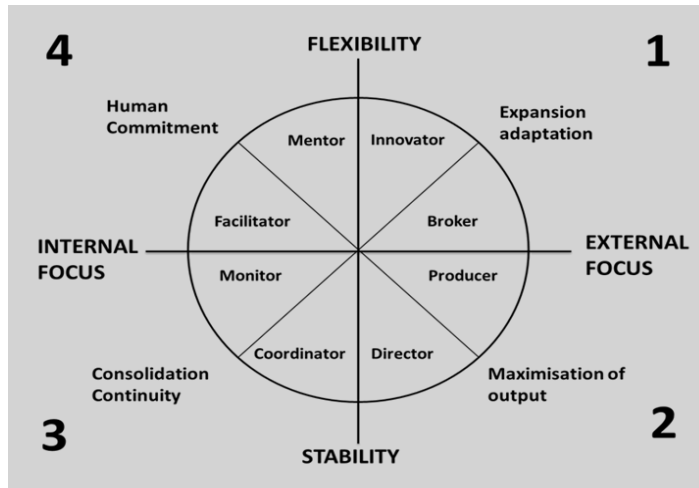 4
FLEXIBILITY
1
Human
Commitment
Expansion
adaptation
Mentor
Innovator
Facilitator
Broker
INTERNAL
FOCUS
EXTERNAL
FOCUS
Monitor
Producer
Coordinator
Director
Consolidation
Continuity
Maximisation of
output
3
2
STABILITY